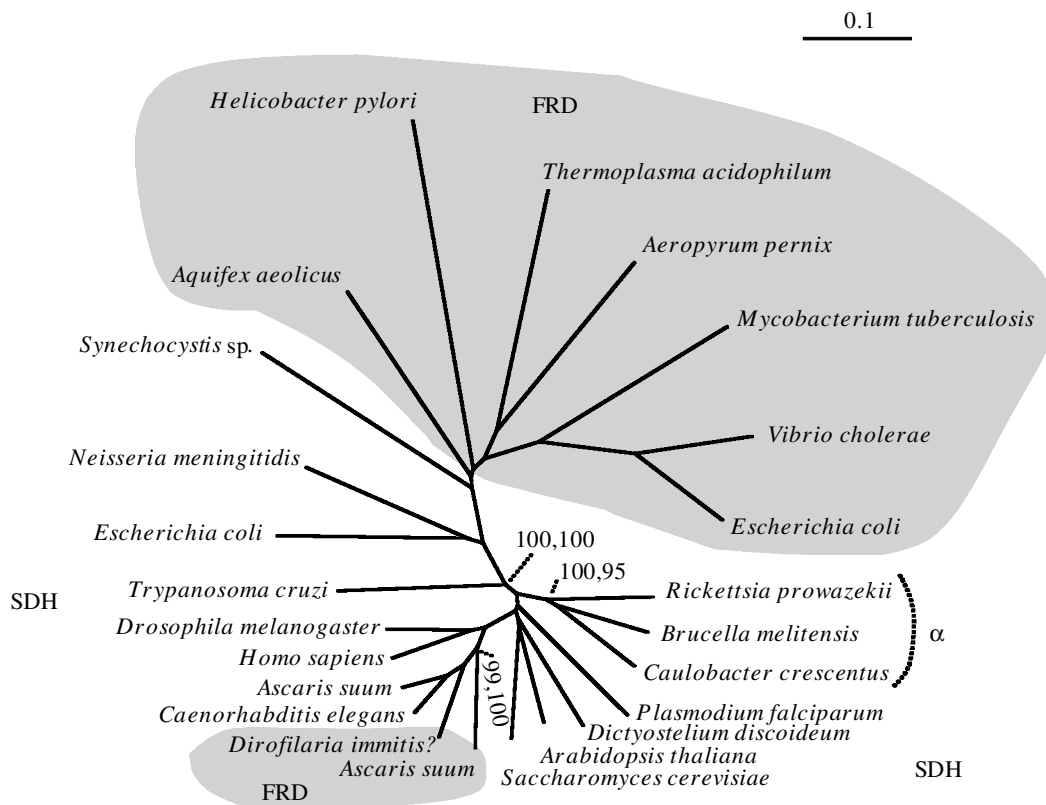 0.1
Helicobacter pylori
FRD
Thermoplasma acidophilum
Aeropyrum pernix
Aquifex aeolicus
Mycobacterium tuberculosis
Synechocystis sp.
Vibrio cholerae
Neisseria meningitidis
Escherichia coli
Escherichia coli
100,100
100,95
Trypanosoma cruzi
Rickettsia prowazekii
SDH
Drosophila melanogaster
Brucella melitensis
α
Homo sapiens
Caulobacter crescentus
Ascaris suum
99,100
Caenorhabditis elegans
Plasmodium falciparum
Dictyostelium discoideum
Dirofilaria immitis?
Arabidopsis thaliana
Ascaris suum
Saccharomyces cerevisiae
SDH
FRD